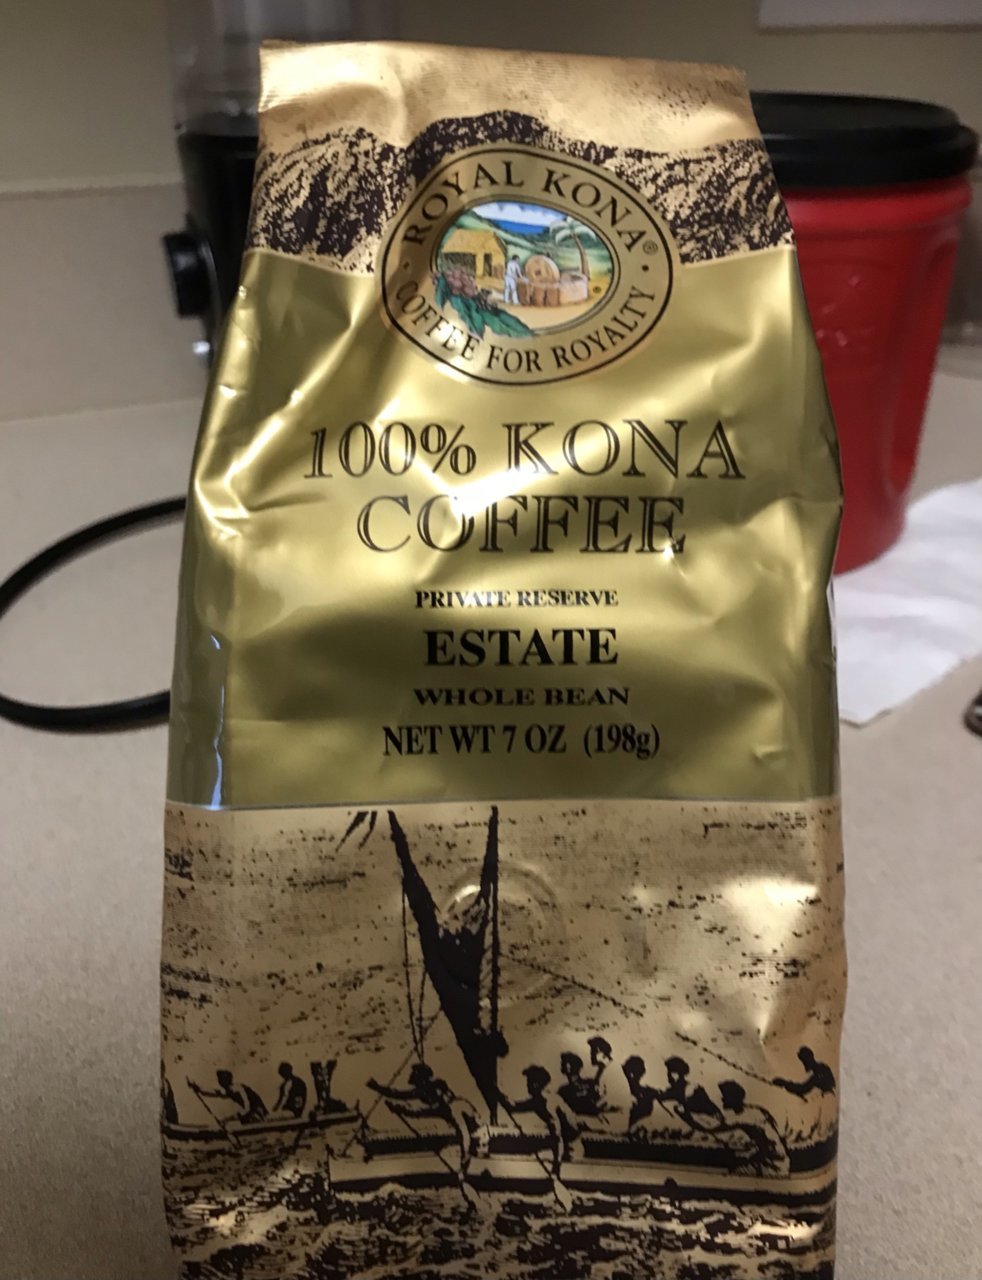 ROYAL KONA®
COFFEE FOR ROYALTY
100% KONA
COFFEE
PRIVATE RESERVE
ESTATE
WHOLE BEAN
NET WT 7 OZ (198g)